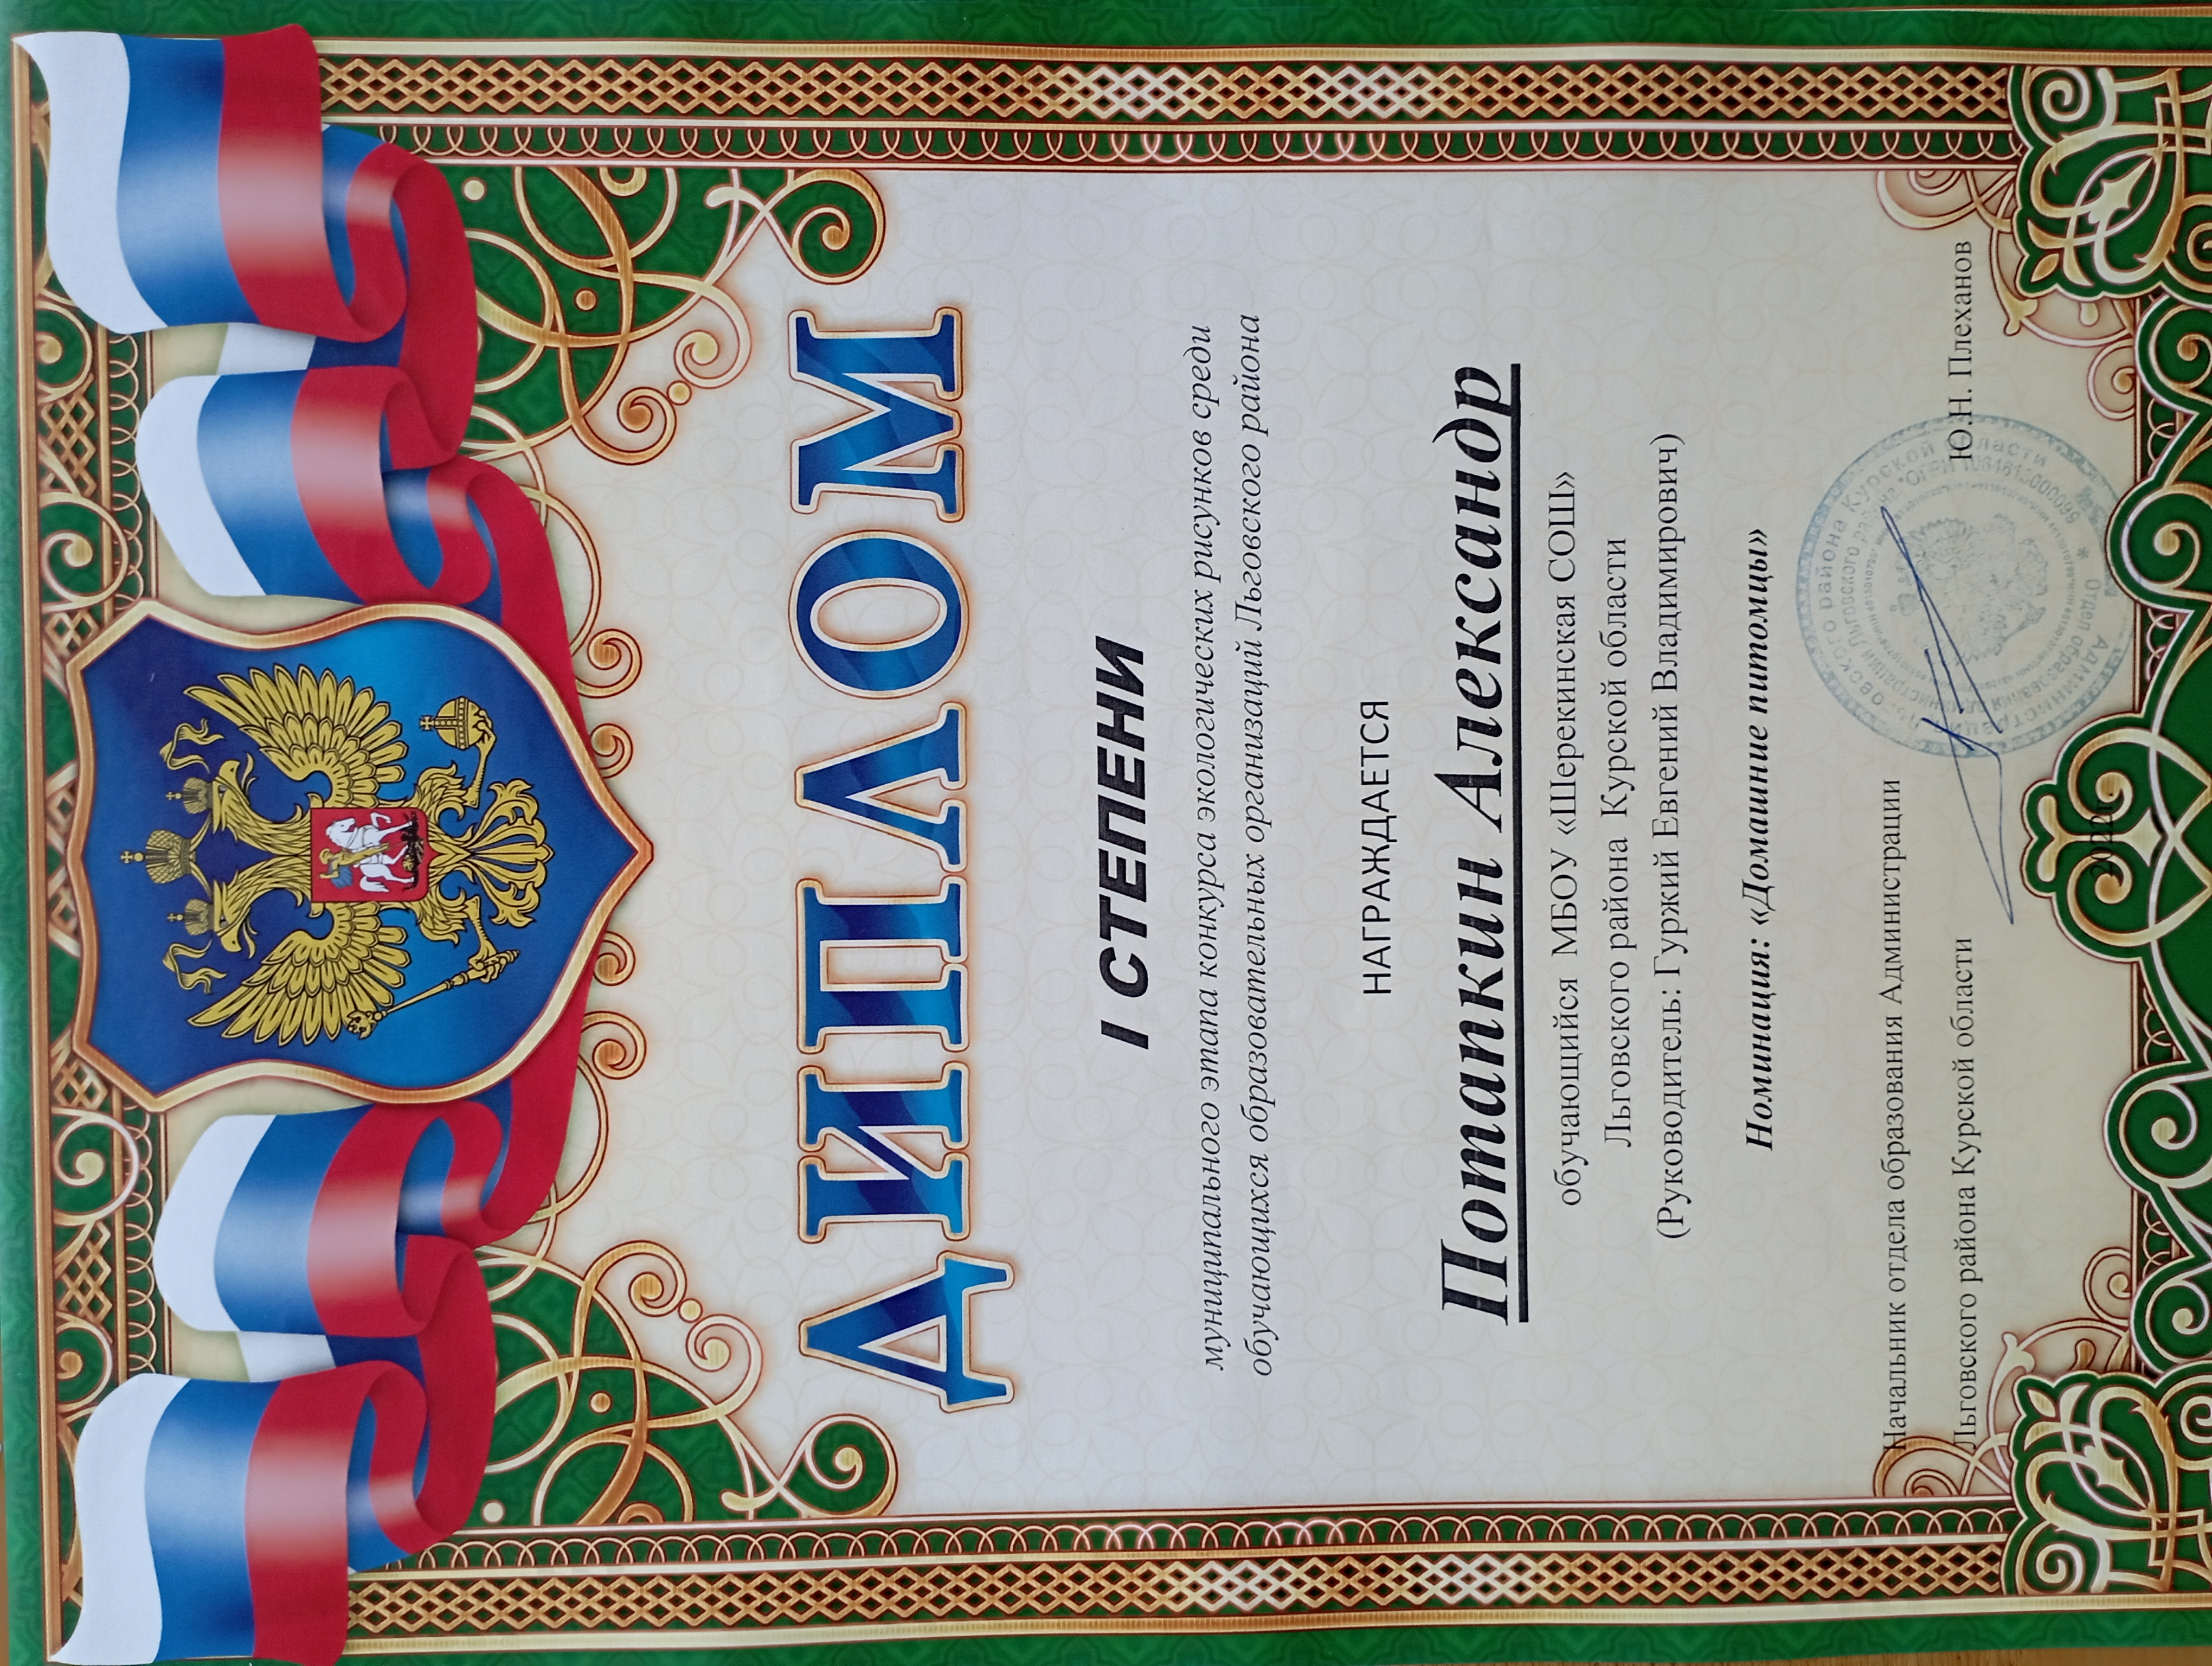 ДИПЛОМ
I СТЕПЕНИ
муниципального этапа конкурса экологических рисунков среди
обучающихся образовательных организаций Льговского района
НАГРАЖДАЕТСЯ
Потапкин Александр
обучающийся МБОУ «Шерекинская СОШ»
Льговского района Курской области
(Руководитель: Гуржий Евгений Владимирович)
Номинация: «Домашние питомцы»
Начальник отдела образования Администрации
Льговского района Курской области Ю.Н. Плеханов